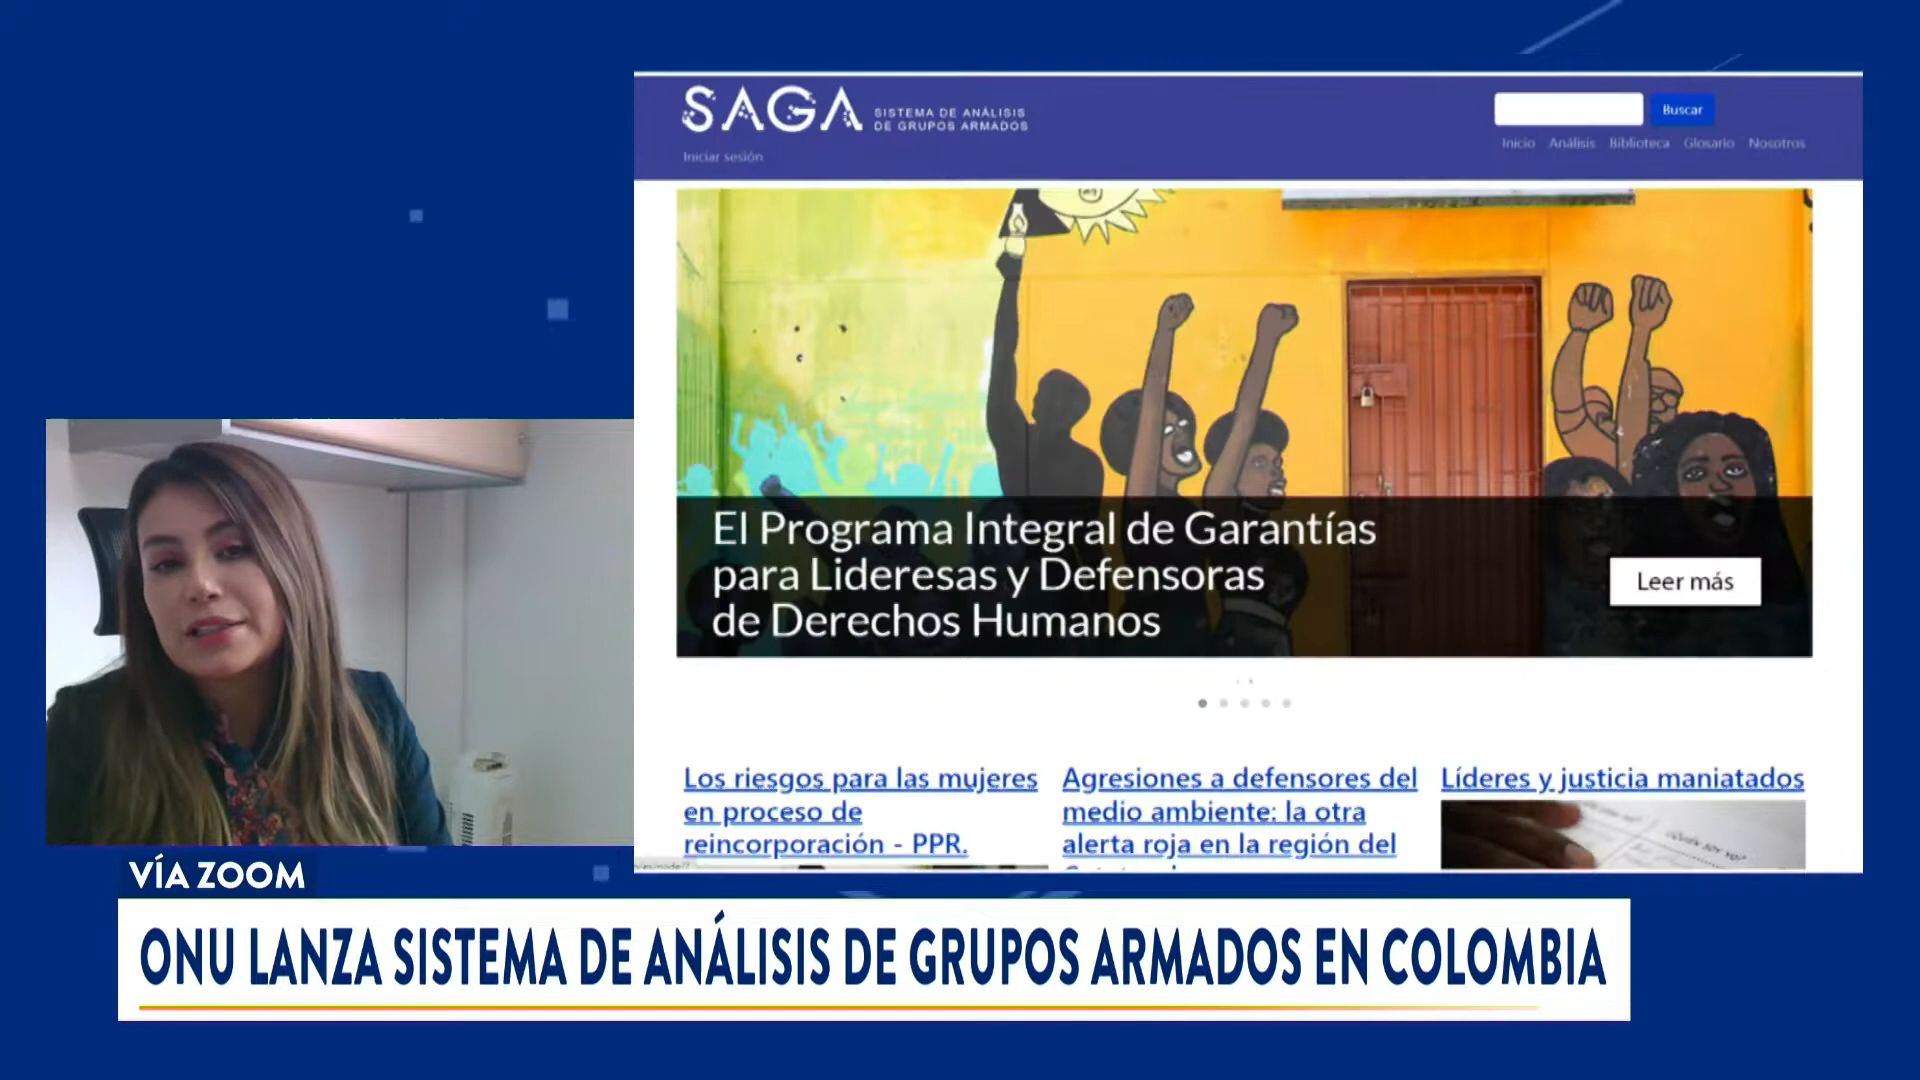 SAGA
SISTEMA DE ANÁLISIS
DE GRUPOS ARMADOS
Iniciar sesión
Buscar
Inicio Análisis Biblioteca Glosario Nosotros
El Programa Integral de Garantías
para Lideresas y Defensoras
de Derechos Humanos
Leer más
Los riesgos para las mujeres
en proceso de
reincorporación - PPR.
Agresiones a defensores del
medio ambiente: la otra
alerta roja en la región del
Líderes y justicia maniatados
VÍA ZOOM
ONU LANZA SISTEMA DE ANÁLISIS DE GRUPOS ARMADOS EN COLOMBIA